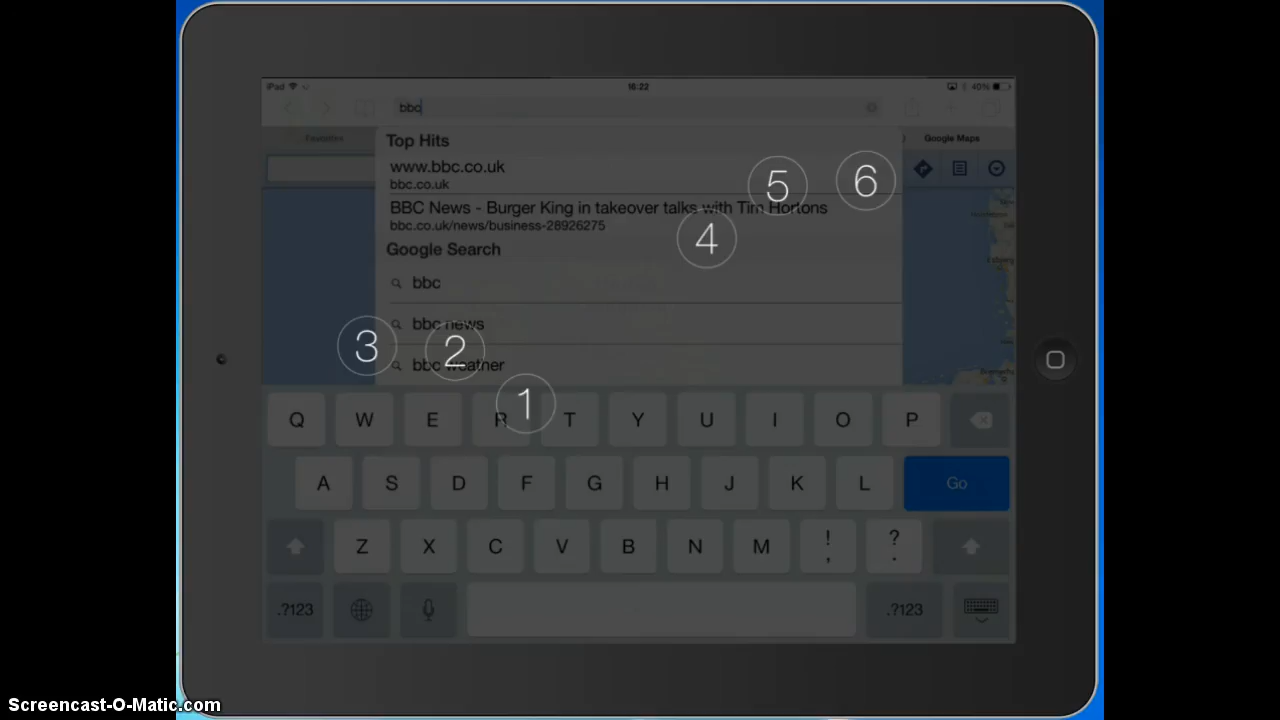 iPad 16:22 40%
bbc
Favorites Google Maps
Top Hits
www.bbc.co.uk
bbc.co.uk
BBC News - Burger King in takeover talks with Tim Hortons
bbc.co.uk/news/business-28926275
Google Search
bbc
bbc news
bbc weather
5 6
4
3 2
1
Q W E R T Y U I O P
A S D F G H J K L Go
Z X C V B N M ! , ? .
.?123 .?123
Screencast-O-Matic.com